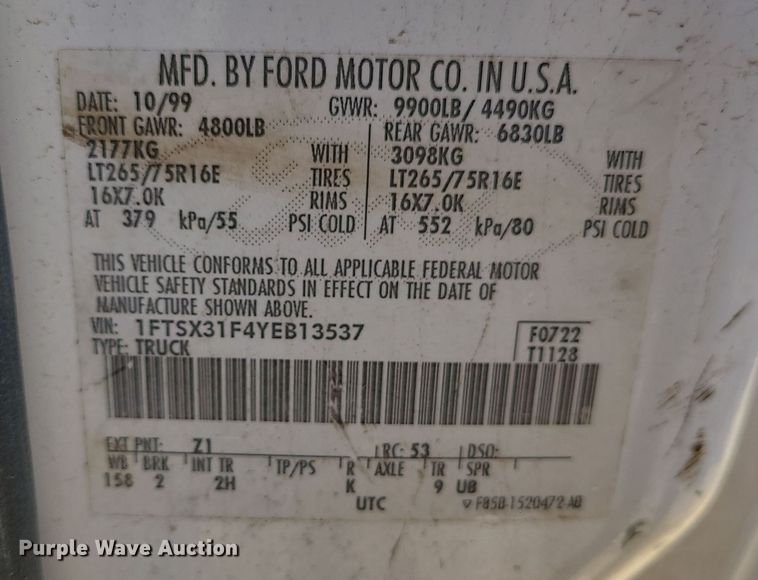 MFD. BY FORD MOTOR CO. IN U.S.A.
DATE: 10/99 GVWR: 9900LB/ 4490KG
FRONT GAWR: 4800LB REAR GAWR: 6830LB
2177KG WITH 3098KG WITH
LT265/75R16E TIRES LT265/75R16E TIRES
16X7.0K RIMS 16X7.0K RIMS
AT 379 kPa/55 PSI COLD AT 552 kPa/80 PSI COLD
THIS VEHICLE CONFORMS TO ALL APPLICABLE FEDERAL MOTOR
VEHICLE SAFETY STANDARDS IN EFFECT ON THE DATE OF
MANUFACTURE SHOWN ABOVE.
VIN: 1FTSX31F4YEB13537 F0722
TYPE: TRUCK T1128
EXT PNT: Z1 RC: 53 DSO:
WB BRK INT TR TP/PS R AXLE TR SPR
158 2 2H K 9 UB
UTC F85B-1520472-AB
Purple Wave Auction